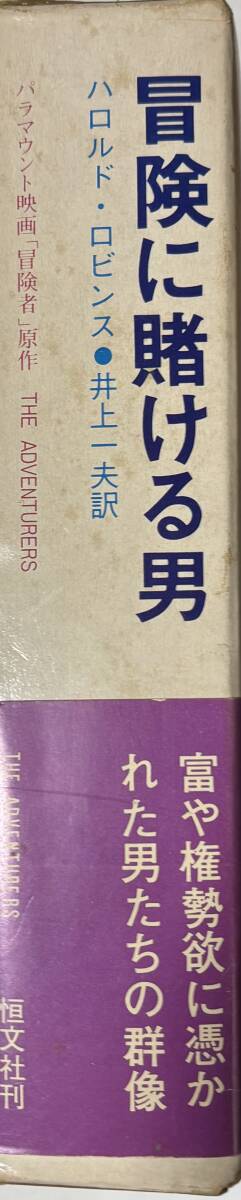 冒険に賭ける男
ハロルド・ロビンス●井上一夫訳
パラマウント映画「冒険者」原作 THE ADVENTURERS
富や権勢欲に憑か
れた男たちの群像
THE ADVENTURERS
恒文社刊